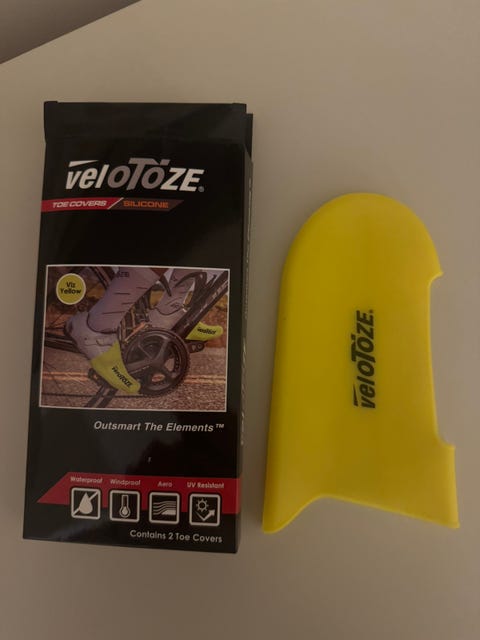 veloToze®
TOE COVERS / SILICONE
Viz
Yellow
veloToze
Outsmart The Elements™
Waterproof Windproof Aero UV Resistant
Contains 2 Toe Covers
veloToze®